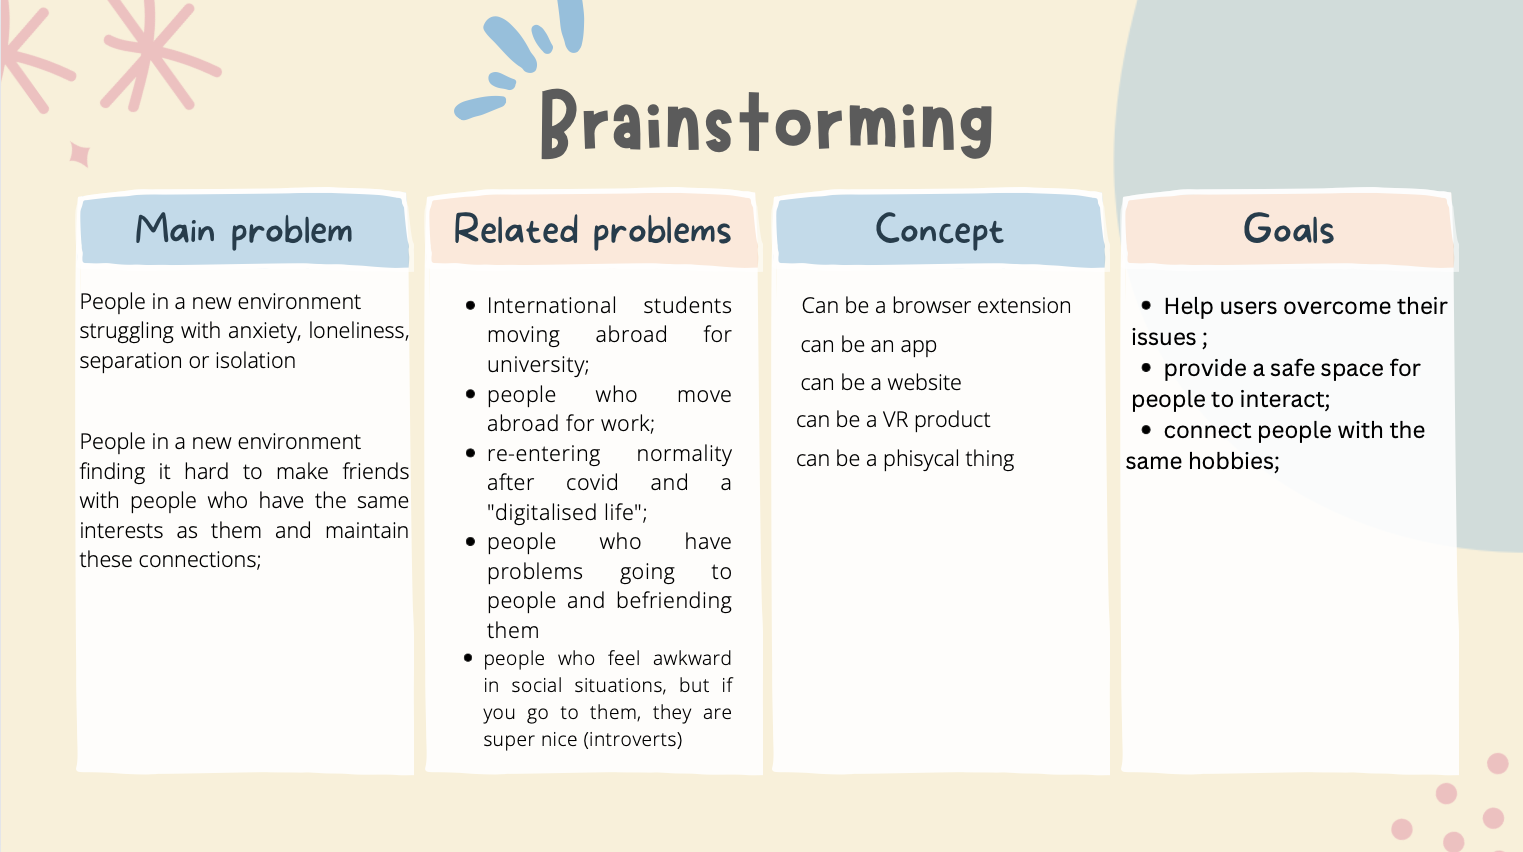 Brainstorming
Main problem
People in a new environment
struggling with anxiety, loneliness,
separation or isolation
People in a new environment
finding it hard to make friends
with people who have the same
interests as them and maintain
these connections;
Related problems
• International students
moving abroad for
university;
• people who move
abroad for work;
• re-entering normality
after covid and a
"digitalised life";
• people who have
problems going to
people and befriending
them
• people who feel awkward
in social situations, but if
you go to them, they are
super nice (introverts)
Concept
Can be a browser extension
can be an app
can be a website
can be a VR product
can be a phisycal thing
Goals
• Help users overcome their
issues ;
• provide a safe space for
people to interact;
• connect people with the
same hobbies;